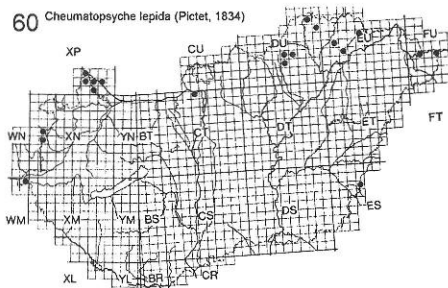 60 Cheumatopsyche lepida (Pictet, 1834)
XP CU DU EU FU
WN XN YN BT CT DT ET FT
WM XM YM BS CS DS ES
XL YL BR CR